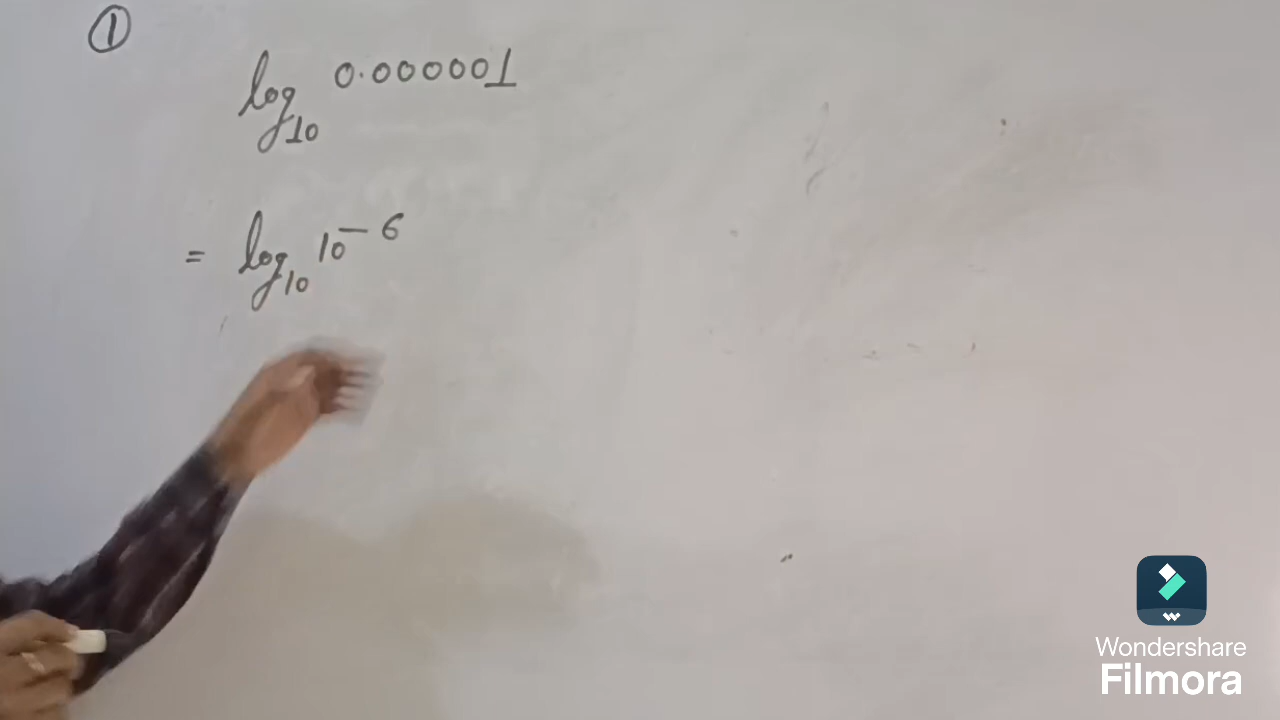 ①
log₁₀ 0.000001
= log₁₀ 10⁻⁶
Wondershare
Filmora